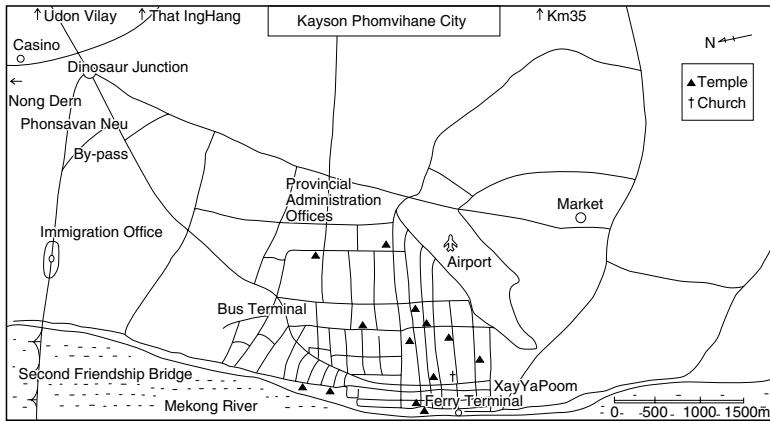 ↑Udon Vilay ↑That IngHang
Kayson Phomvihane City
↑Km35
Casino
N
Dinosaur Junction
←
Nong Dern
▲Temple
†Church
Phonsavan Neu
By-pass
Provincial
Administration
Offices
Market
Immigration Office
Airport
Bus Terminal
Second Friendship Bridge
XayYaPoom
Mekong River
Ferry Terminal
0 500 1000 1500m